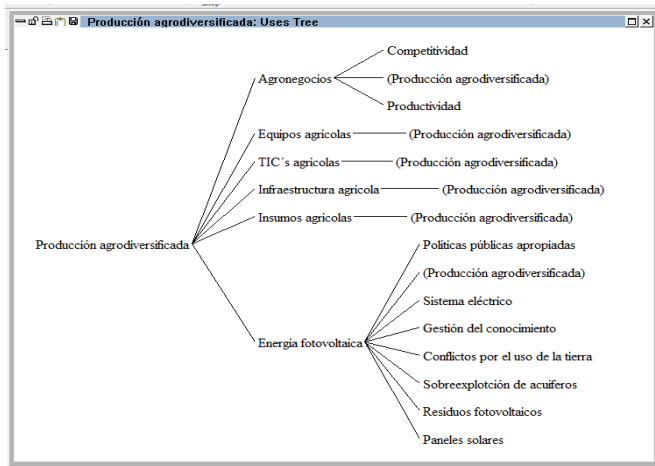 Setup
Producción agrodiversificada: Uses Tree
Competitividad
Agronegocios
(Producción agrodiversificada)
Productividad
Equipos agrícolas
(Producción agrodiversificada)
TIC´s agrícolas
(Producción agrodiversificada)
Infraestructura agrícola
(Producción agrodiversificada)
Insumos agrícolas
(Producción agrodiversificada)
Producción agrodiversificada
Políticas públicas apropiadas
(Producción agrodiversificada)
Sistema eléctrico
Gestión del conocimiento
Energía fotovoltaica
Conflictos por el uso de la tierra
Sobreexplotción de acuíferos
Residuos fotovoltaicos
Paneles solares